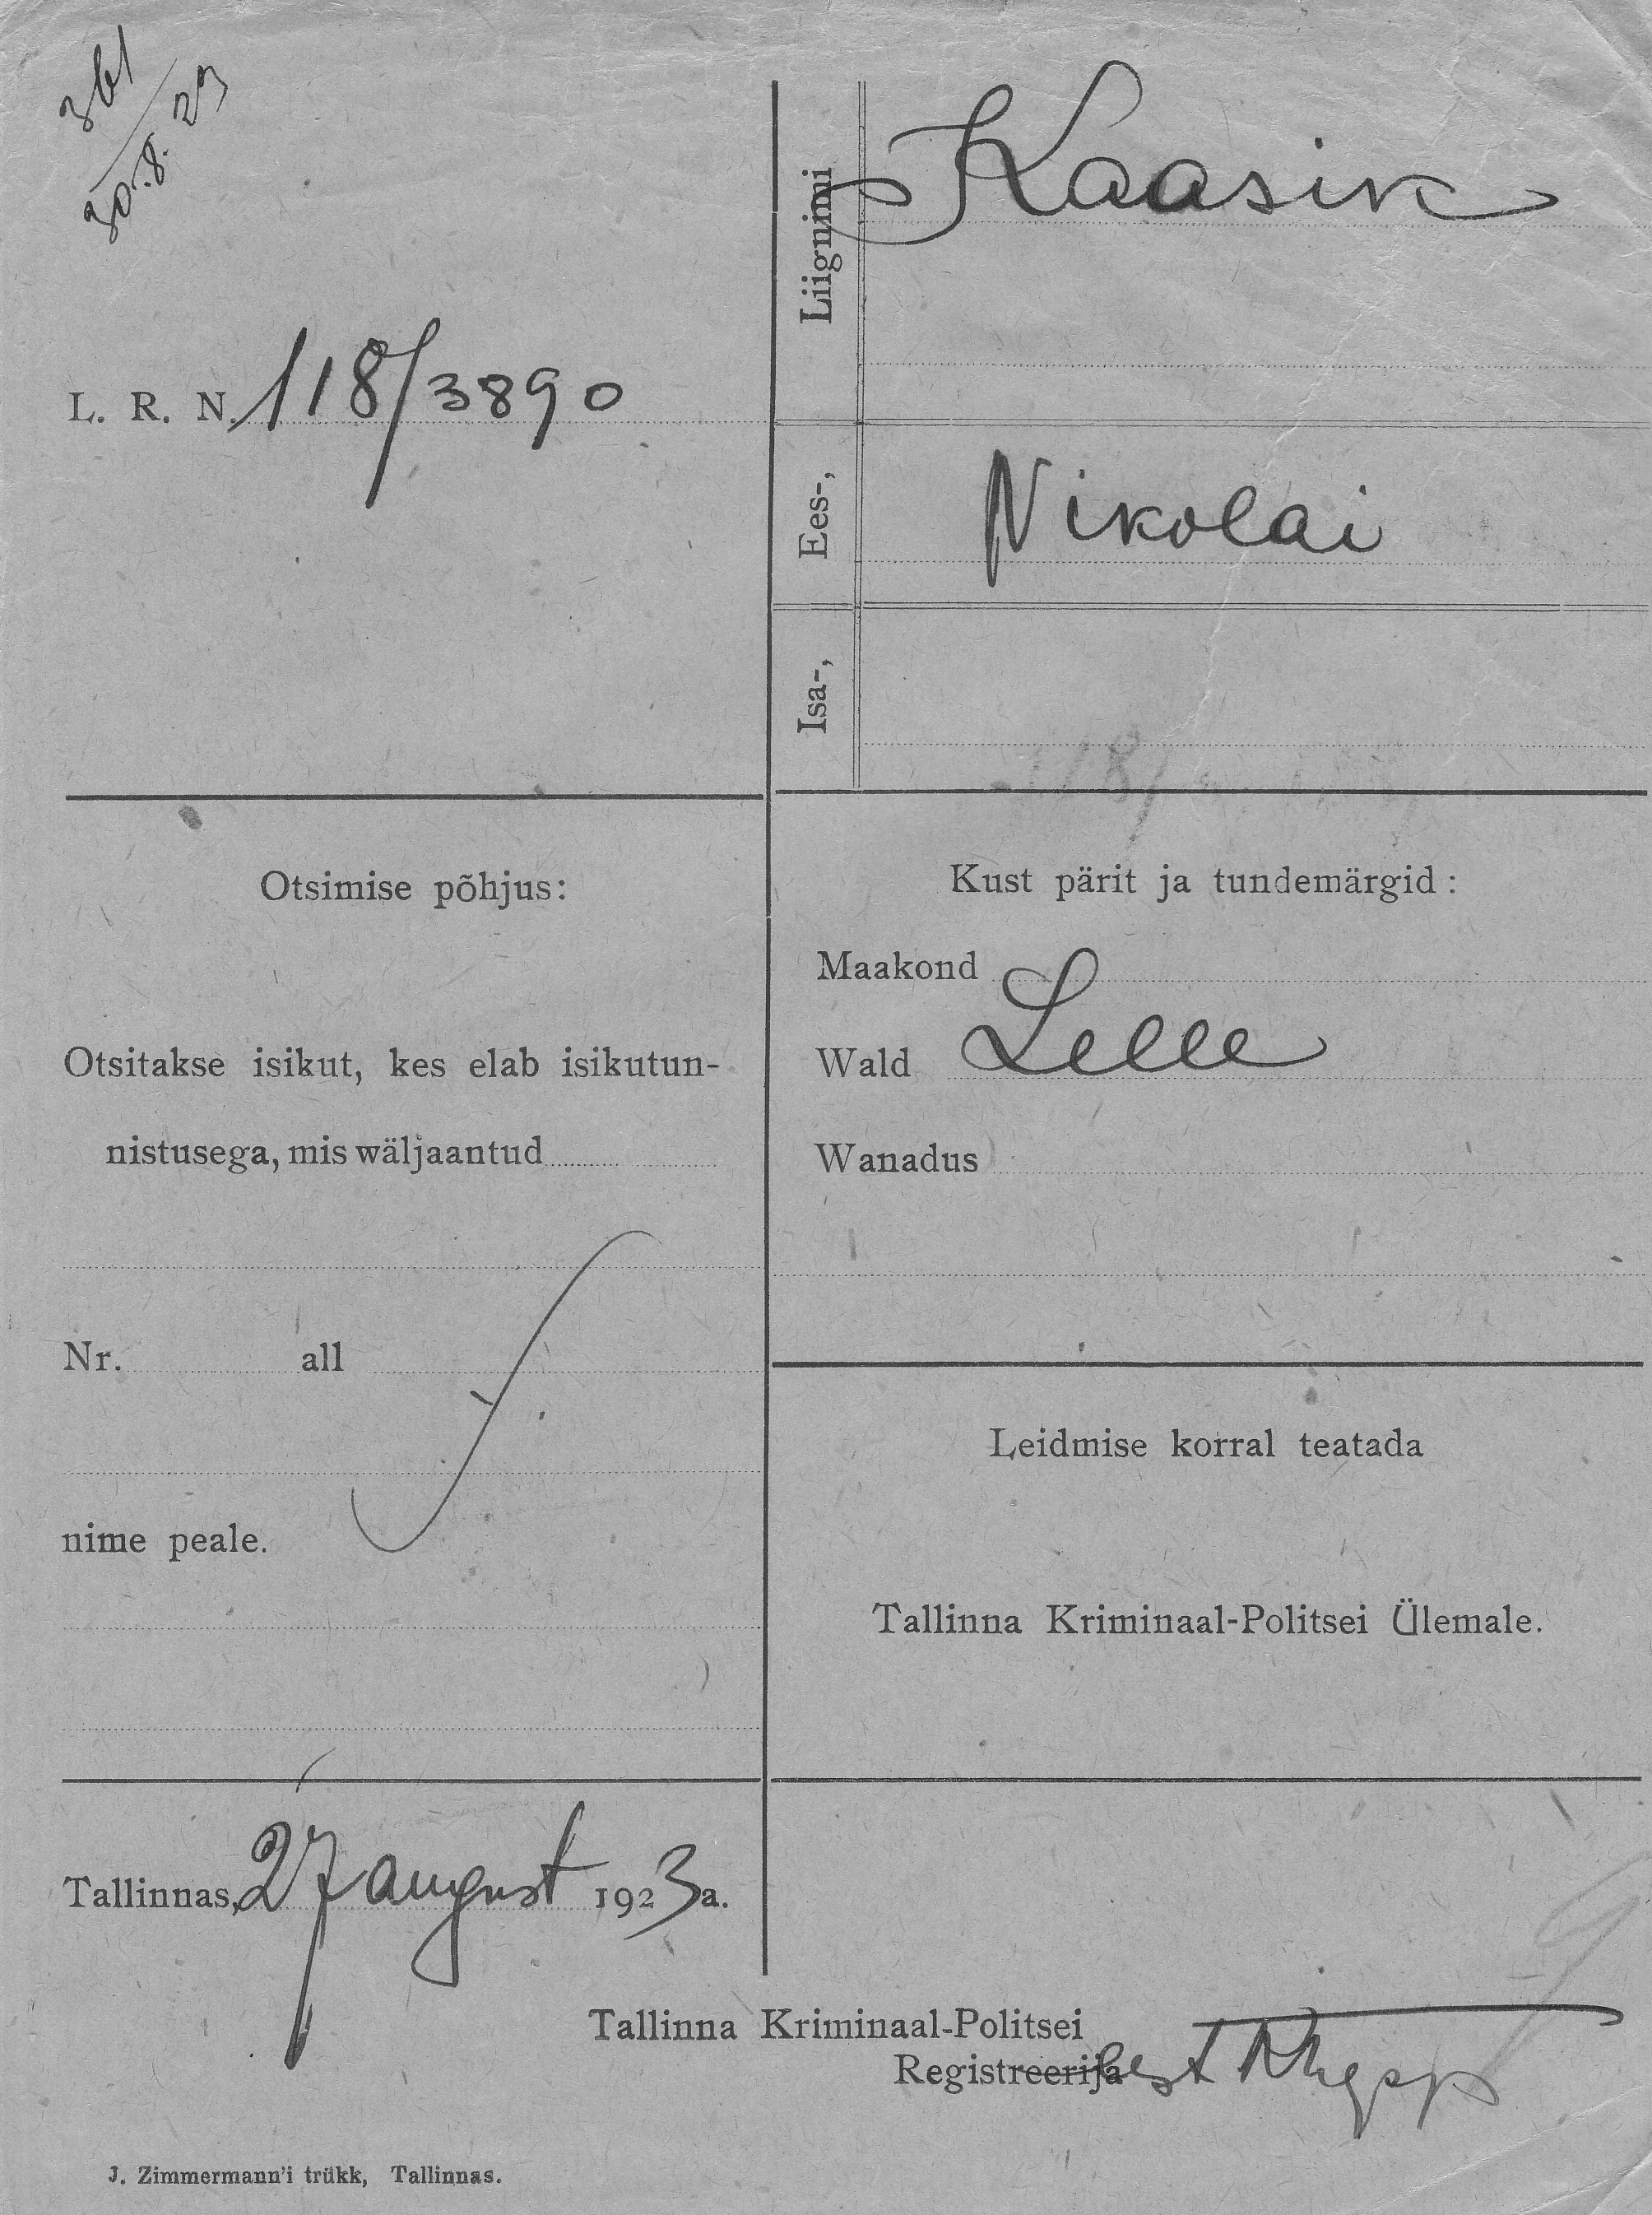 361
30.8.23
L. R. N. 118/3890
Liignimi
Kaasik
Ees-,
Nikolai
Isa-,
Otsimise põhjus:
Otsitakse isikut, kes elab isikutun-
nistusega, mis wäljaantud
Nr. all
nime peale.
Kust pärit ja tundemärgid:
Maakond
Wald Lelle
Wanadus
Leidmise korral teatada
Tallinna Kriminaal-Politsei Ülemale.
Tallinnas, 27 august 1923 a.
Tallinna Kriminaal-Politsei
Registreerija eest
J. Zimmermann'i trükk, Tallinnas.